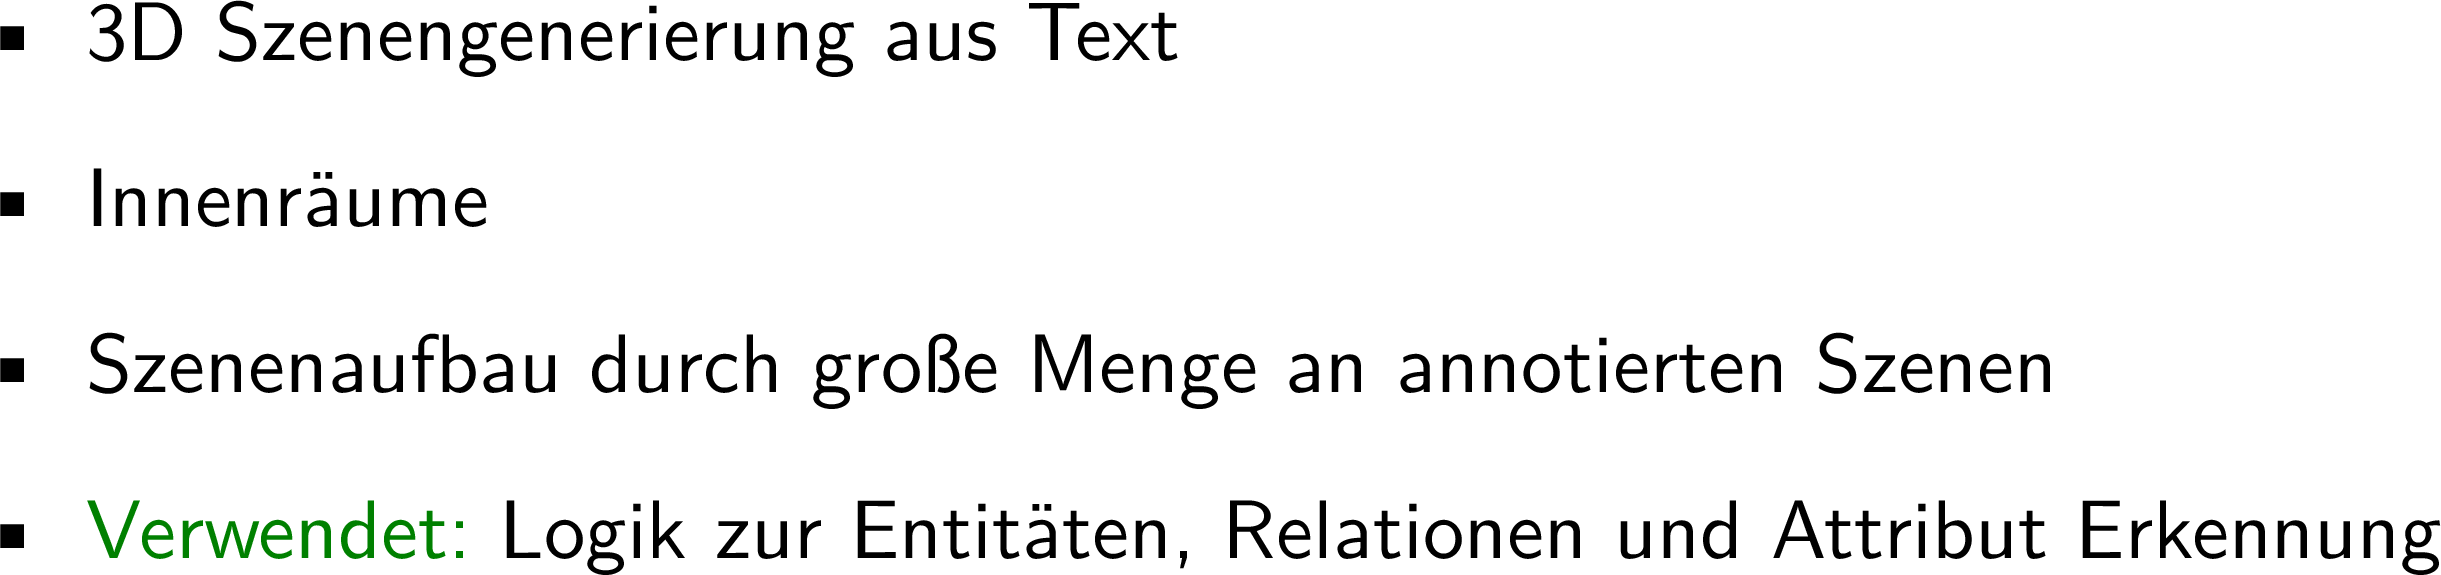 ▪ 3D Szenengenerierung aus Text
▪ Innenräume
▪ Szenenaufbau durch große Menge an annotierten Szenen
▪ Verwendet: Logik zur Entitäten, Relationen und Attribut Erkennung